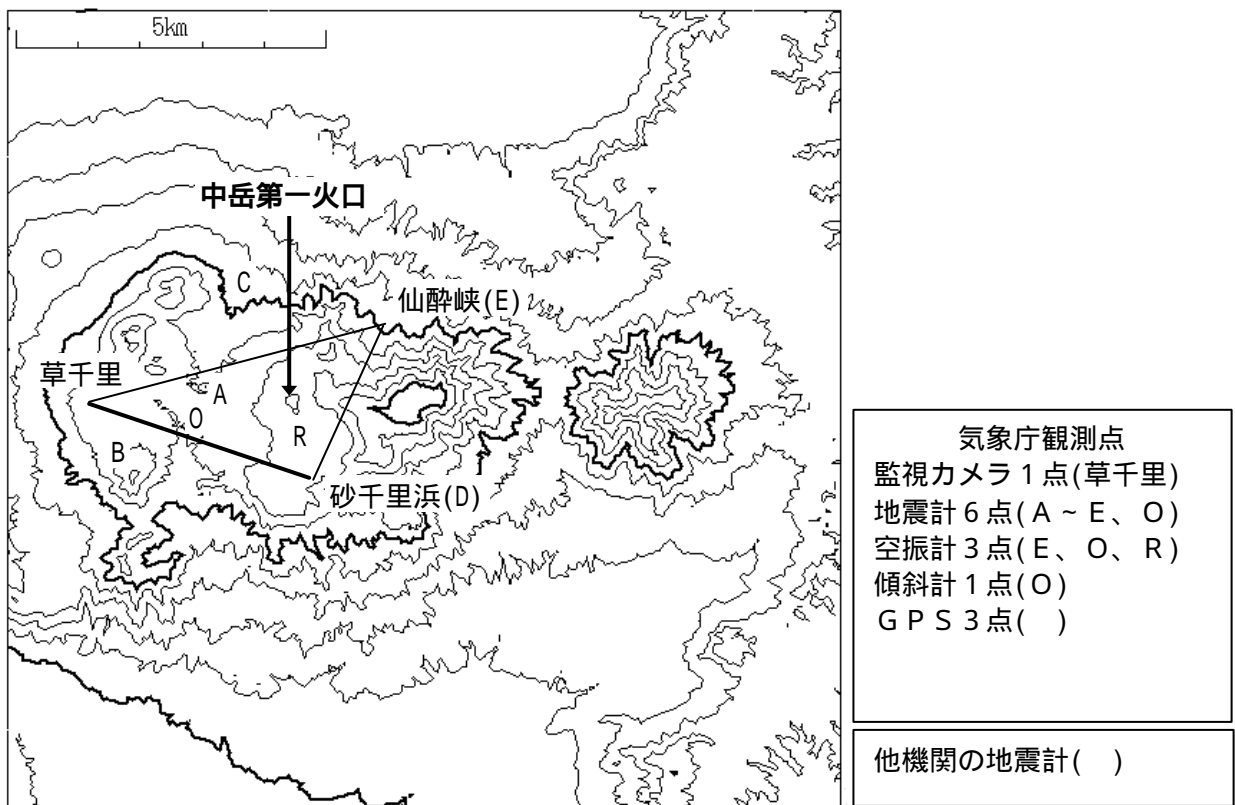 5km
中岳第一火口
C
仙酔峡(E)
草千里
A
O
R
B
砂千里浜(D)
気象庁観測点
監視カメラ1点(草千里)
地震計6点(A~E、O)
空振計3点(E、O、R)
傾斜計1点(O)
GPS3点( )
他機関の地震計( )